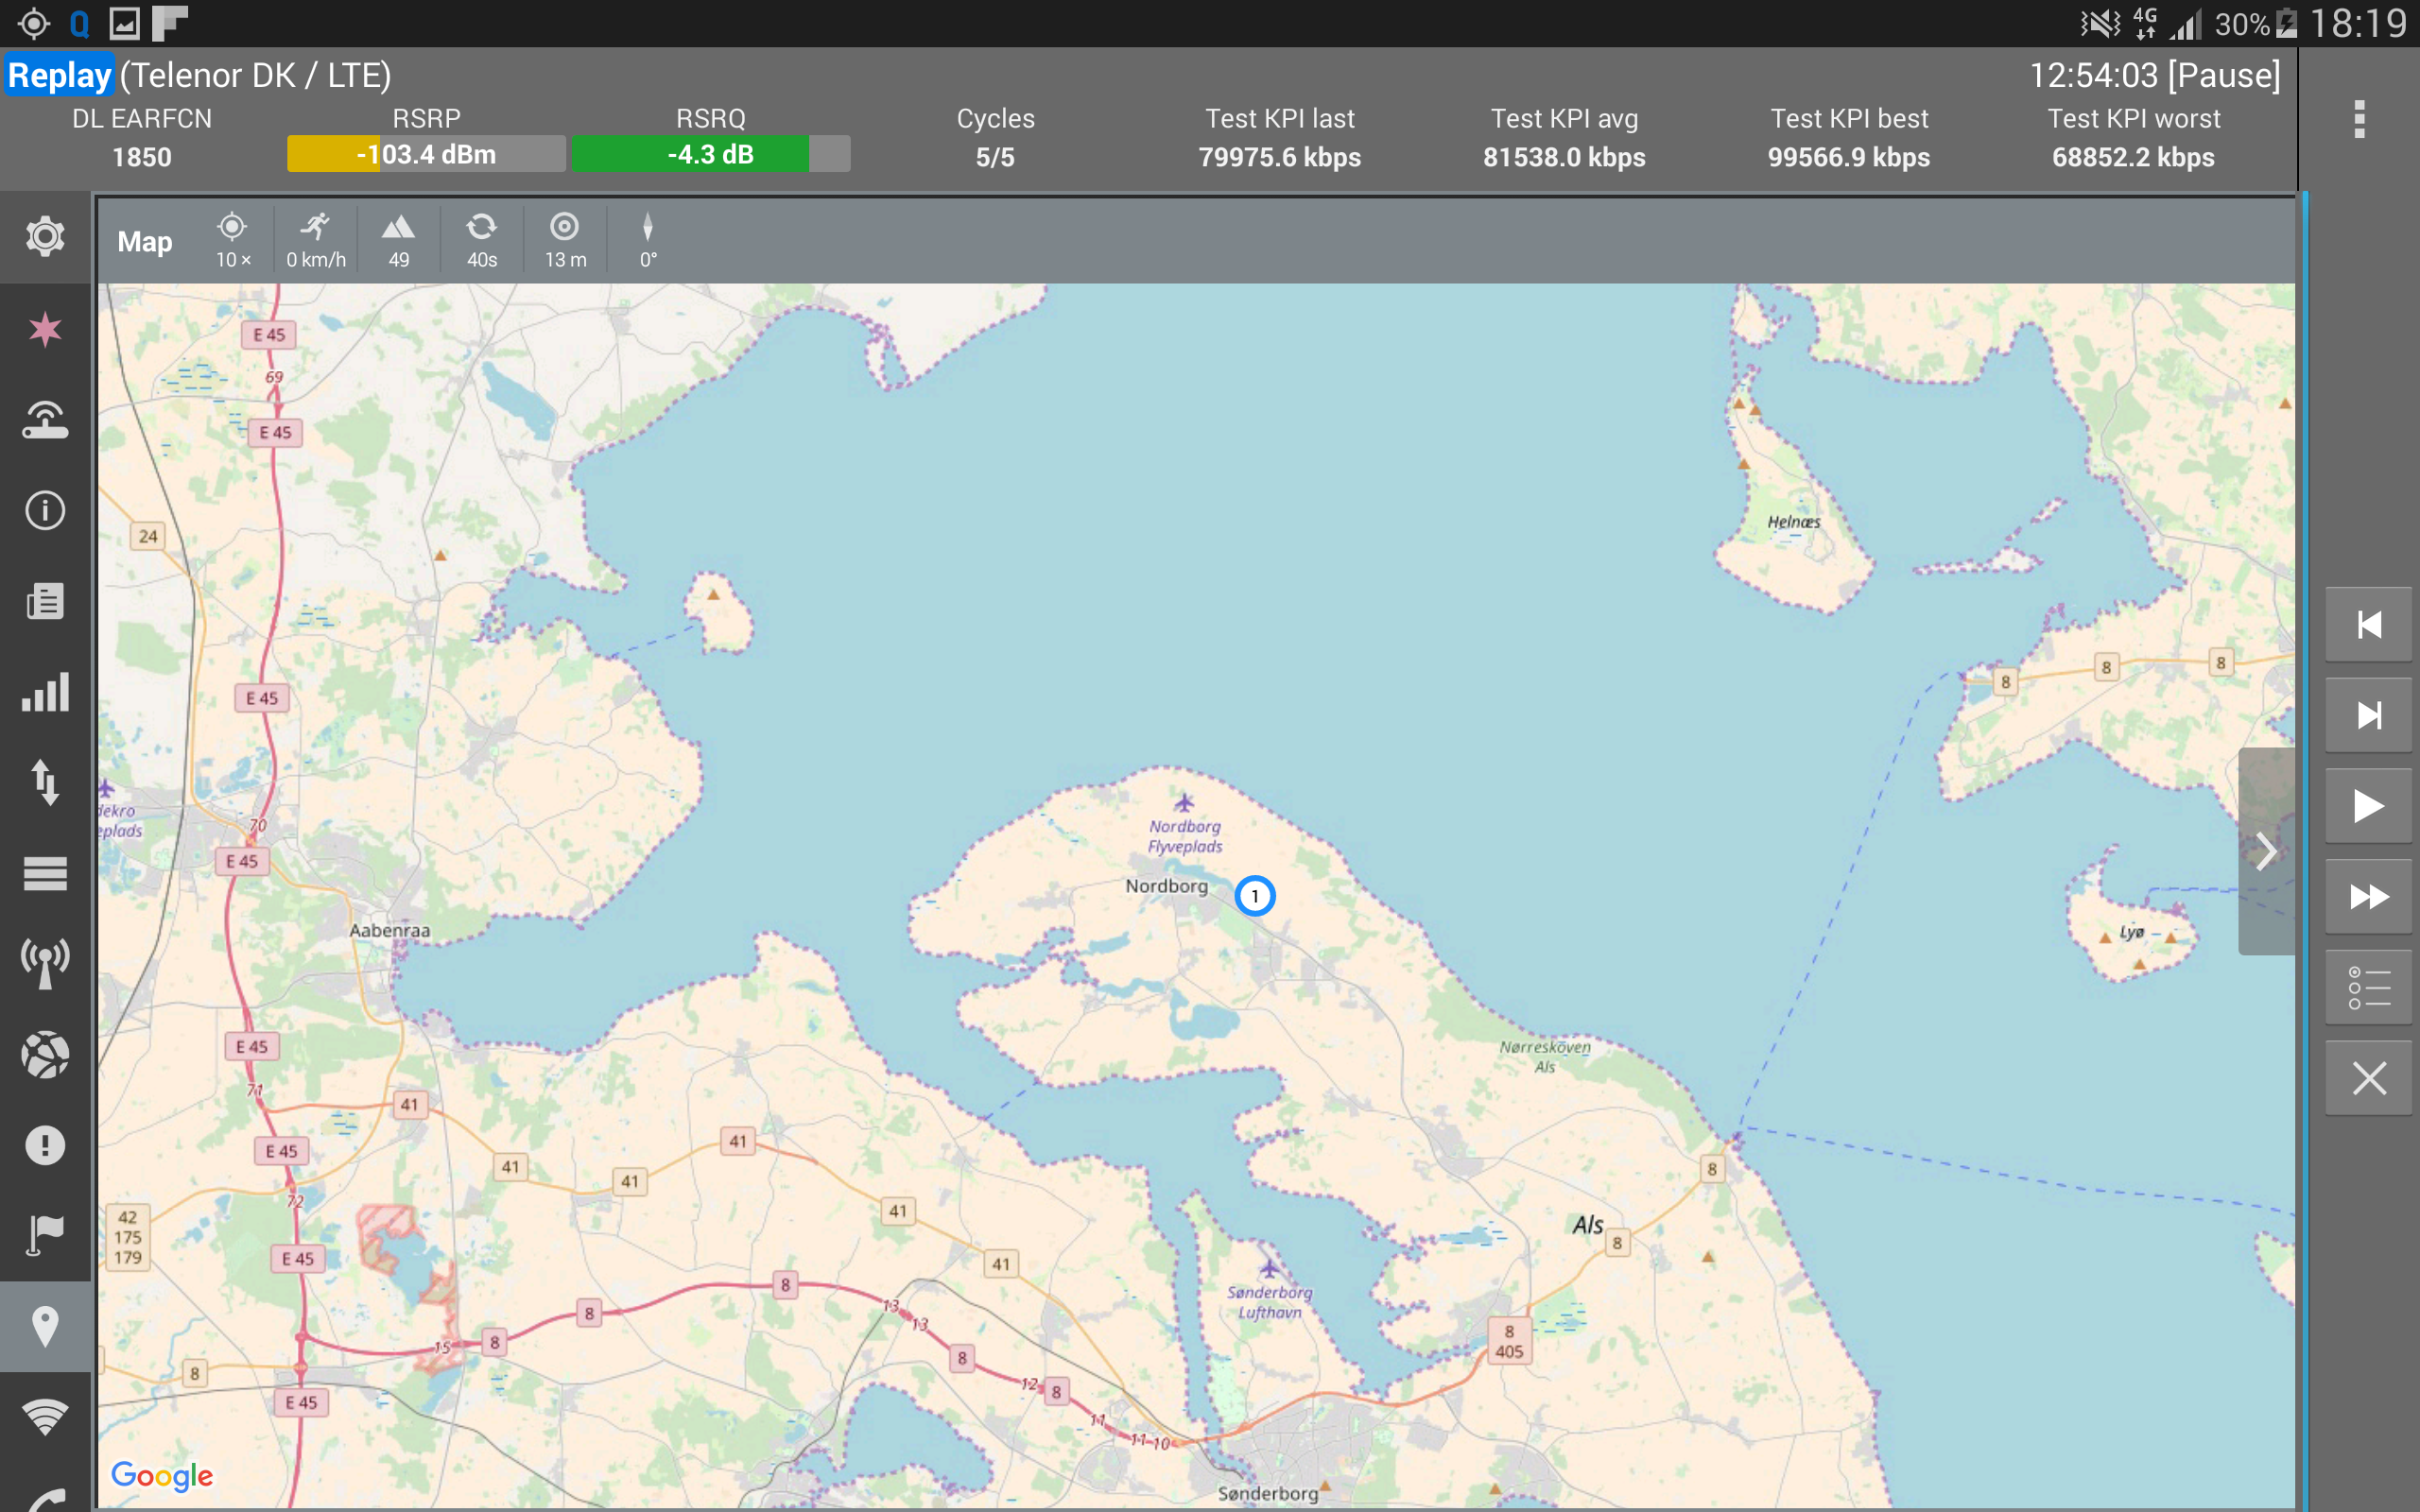 4G
30%
18:19
Replay (Telenor DK / LTE)
12:54:03 [Pause]
DL EARFCN
1850
RSRP
-103.4 dBm
RSRQ
-4.3 dB
Cycles
5/5
Test KPI last
79975.6 kbps
Test KPI avg
81538.0 kbps
Test KPI best
99566.9 kbps
Test KPI worst
68852.2 kbps
Map
10 ×
0 km/h
49
40s
13 m
0°
E 45
69
E 45
24
Helnæs
E 45
8
8
8
dekro
eplads
70
E 45
Nordborg
Flyveplads
Nordborg
1
Aabenraa
Lyø
E 45
Nørreskoven
Als
71
41
41
E 45
41
41
8
72
42
175
179
41
Als
8
E 45
41
8
Sønderborg
Lufthavn
8
13
13
15
8
8
8
405
8
12
8
E 45
11
11
10
Google
Sønderborg